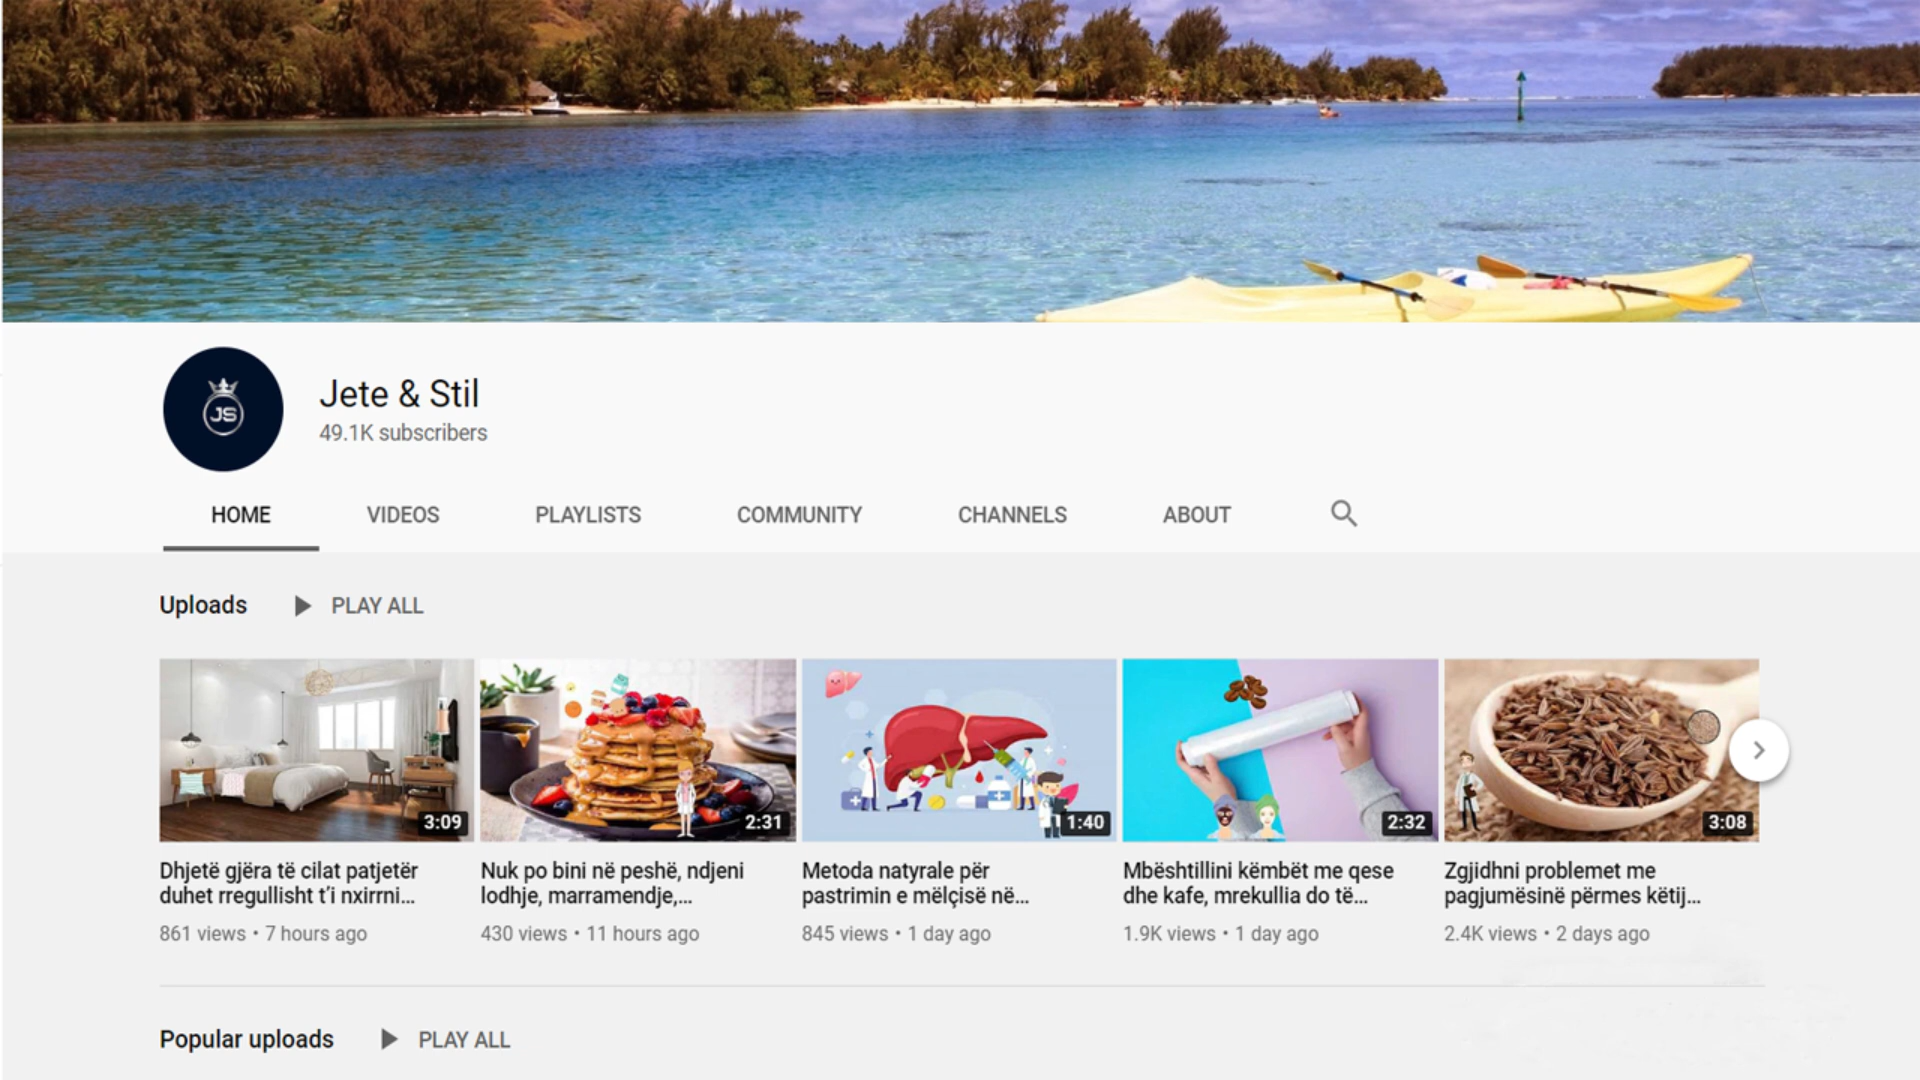 JS
Jete & Stil
49.1K subscribers
HOME VIDEOS PLAYLISTS COMMUNITY CHANNELS ABOUT
Uploads PLAY ALL
3:09 2:31 1:40 2:32 3:08
Dhjetë gjëra të cilat patjetër
duhet rregullisht t’i nxirrni...
861 views • 7 hours ago
Nuk po bini në peshë, ndjeni
lodhje, marramendje,...
430 views • 11 hours ago
Metoda natyrale për
pastrimin e mëlçisë në...
845 views • 1 day ago
Mbështillini këmbët me qese
dhe kafe, mrekullia do të...
1.9K views • 1 day ago
Zgjidhni problemet me
pagjumësinë përmes këtij...
2.4K views • 2 days ago
Popular uploads PLAY ALL